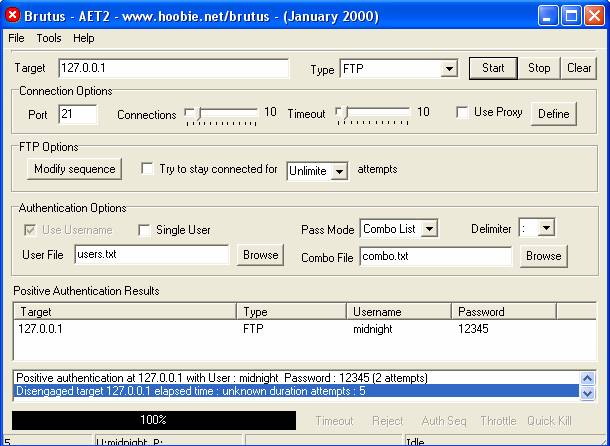 Brutus - AET2 - www.hoobie.net/brutus - (January 2000)
File Tools Help
Target 127.0.0.1 Type FTP Start Stop Clear
Connection Options
Port 21 Connections 10 Timeout 10 Use Proxy Define
FTP Options
Modify sequence Try to stay connected for Unlimite attempts
Authentication Options
Use Username Single User Pass Mode Combo List Delimiter :
User File users.txt Browse Combo File combo.txt Browse
Positive Authentication Results
Target Type Username Password
127.0.0.1 FTP midnight 12345
Positive authentication at 127.0.0.1 with User : midnight Password : 12345 (2 attempts)
Disengaged target 127.0.0.1 elapsed time : unknown duration attempts : 5
100% Timeout Reject Auth Seq Throttle Quick Kill
5 U:midnight P: Idle